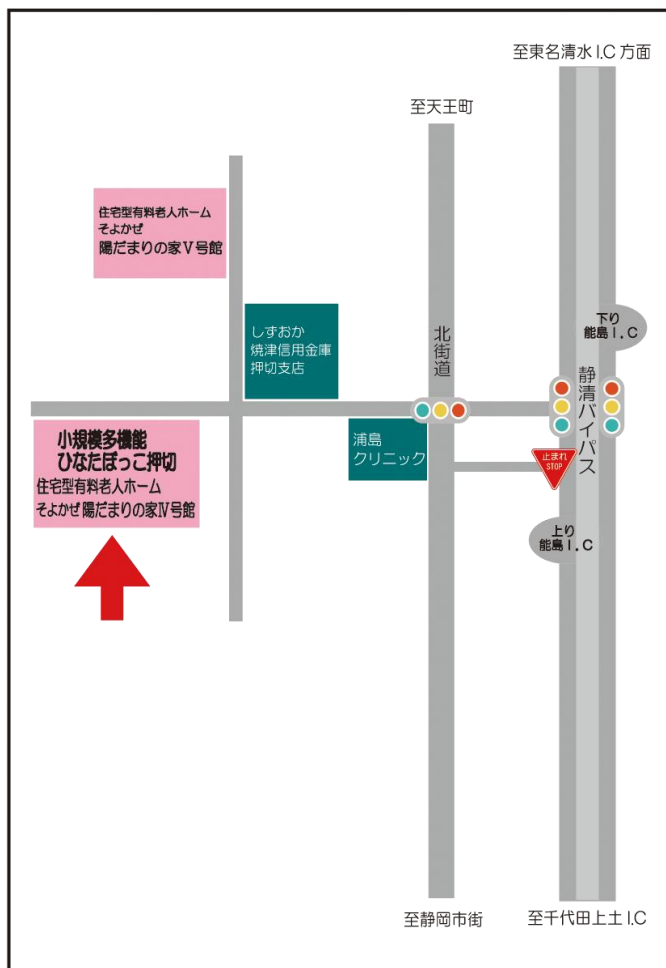 至東名清水I.C 方面
至天王町
住宅型有料老人ホーム
そよかぜ
陽だまりの家Ⅴ号館
下り
能島I.C
しずおか
焼津信用金庫
押切支店
北街道
静清バイパス
小規模多機能
ひなたぼっこ押切
住宅型有料老人ホーム
そよかぜ 陽だまりの家Ⅳ号館
浦島
クリニック
止まれ
STOP
上り
能島I.C
至静岡市街
至千代田上土I.C